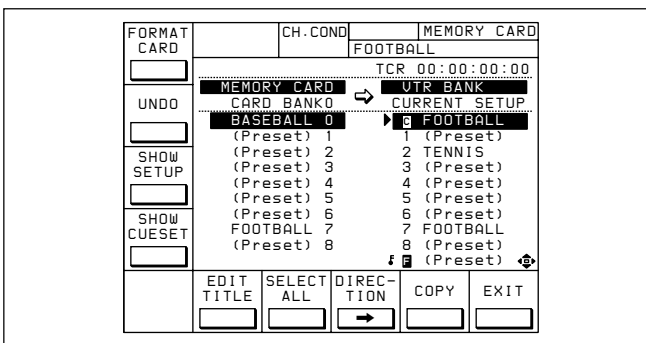 FORMAT CARD
CH.COND
MEMORY CARD
FOOTBALL
TCR 00:00:00:00
MEMORY CARD ⇨ VTR BANK
CARD BANK0 CURRENT SETUP
UNDO
BASEBALL 0 C FOOTBALL
(Preset) 1 1 (Preset)
(Preset) 2 2 TENNIS
(Preset) 3 3 (Preset)
(Preset) 4 4 (Preset)
(Preset) 5 5 (Preset)
(Preset) 6 6 (Preset)
FOOTBALL 7 7 FOOTBALL
(Preset) 8 8 (Preset)
F (Preset)
SHOW SETUP
SHOW CUESET
EDIT TITLE
SELECT ALL
DIREC-
TION
COPY
EXIT